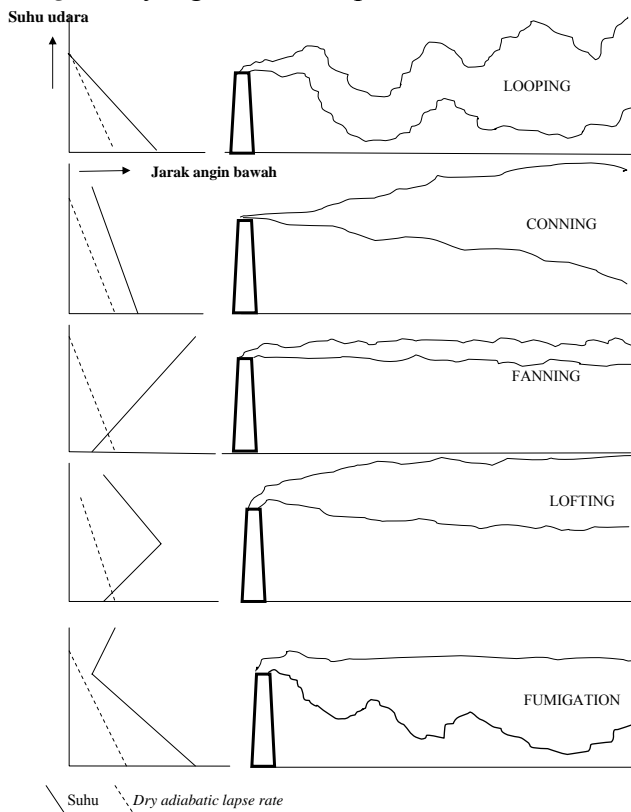 Suhu udara
LOOPING
Jarak angin bawah
CONNING
FANNING
LOFTING
FUMIGATION
Suhu Dry adiabatic lapse rate